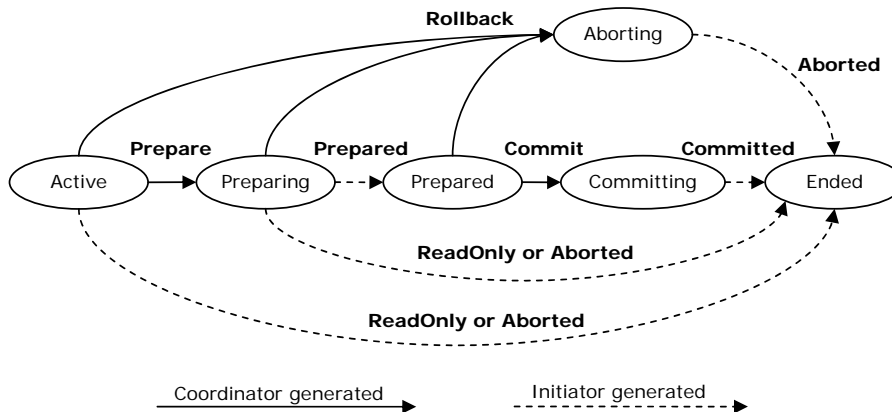 Rollback
Aborting
Aborted
Prepare
Prepared
Commit
Committed
Active
Preparing
Prepared
Committing
Ended
ReadOnly or Aborted
ReadOnly or Aborted
Coordinator generated
Initiator generated